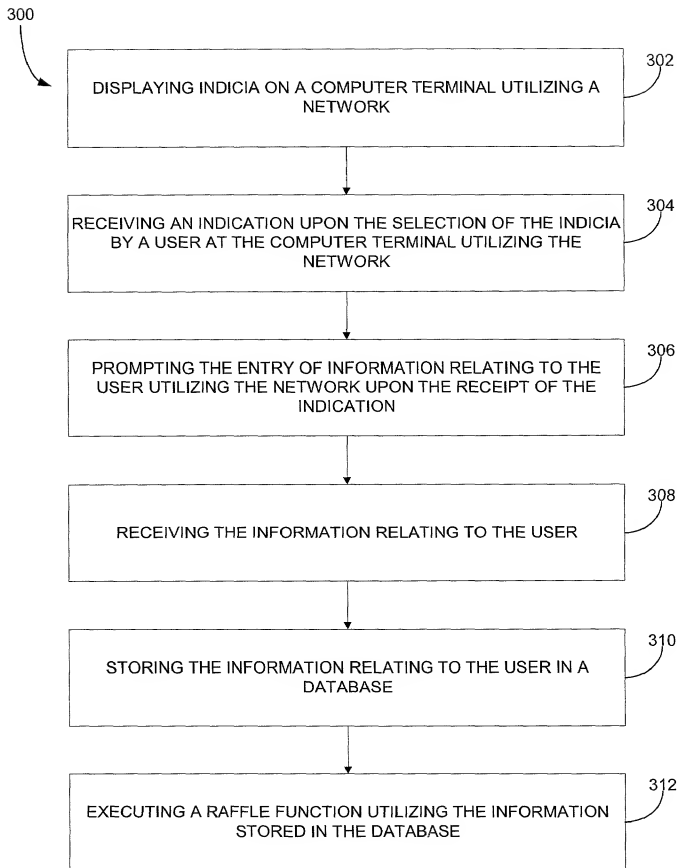 300
302
DISPLAYING INDICIA ON A COMPUTER TERMINAL UTILIZING A
NETWORK
304
RECEIVING AN INDICATION UPON THE SELECTION OF THE INDICIA
BY A USER AT THE COMPUTER TERMINAL UTILIZING THE
NETWORK
306
PROMPTING THE ENTRY OF INFORMATION RELATING TO THE
USER UTILIZING THE NETWORK UPON THE RECEIPT OF THE
INDICATION
308
RECEIVING THE INFORMATION RELATING TO THE USER
310
STORING THE INFORMATION RELATING TO THE USER IN A
DATABASE
312
EXECUTING A RAFFLE FUNCTION UTILIZING THE INFORMATION
STORED IN THE DATABASE